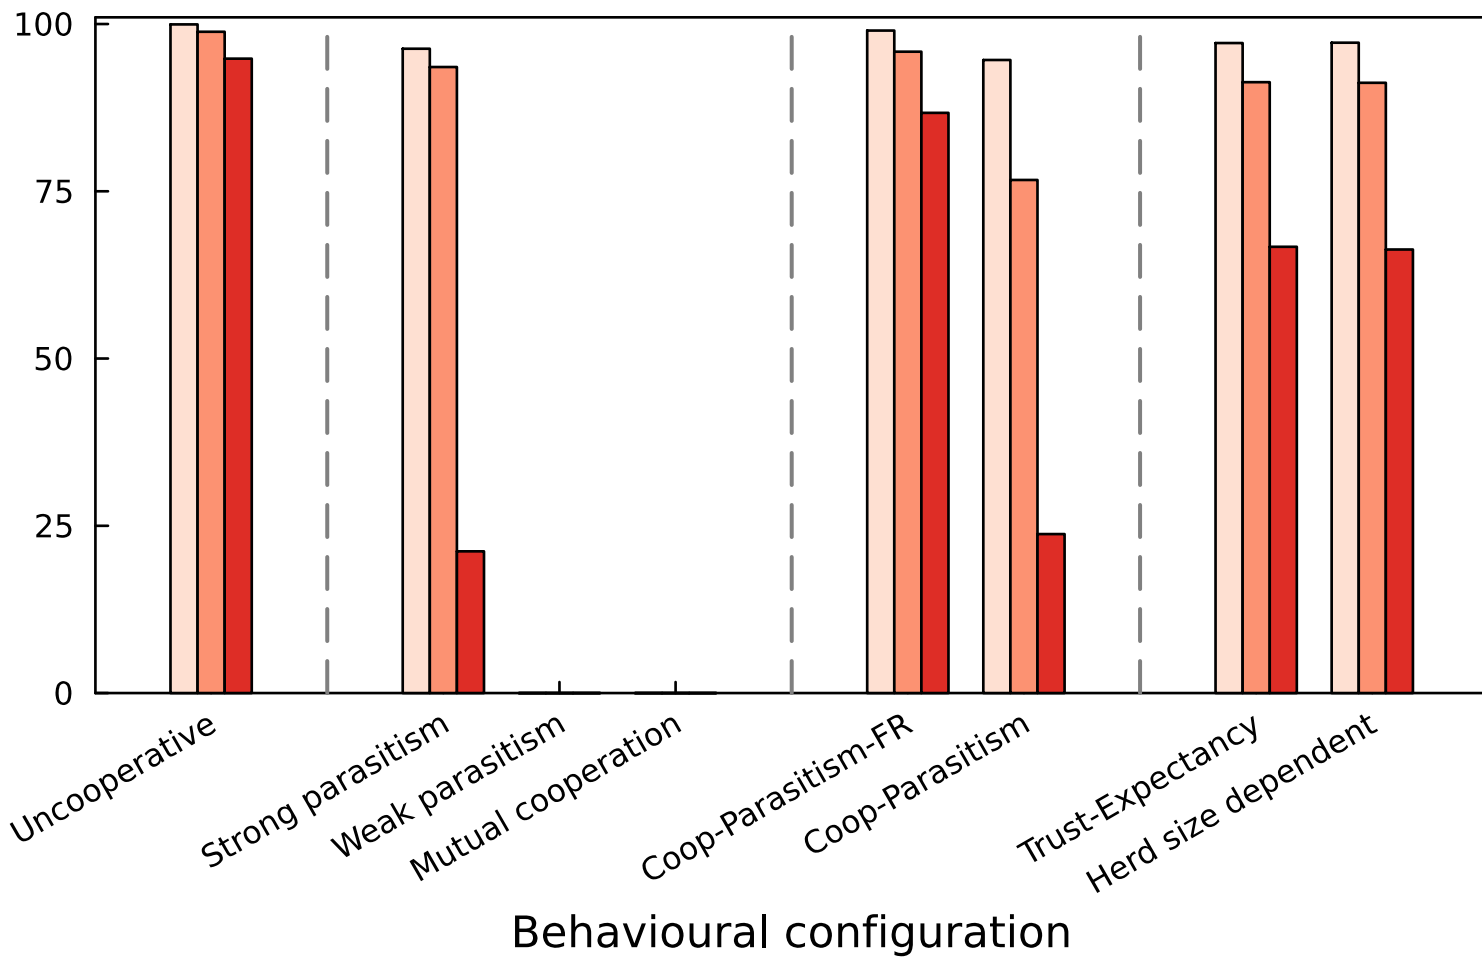 100
75
50
25
0
Uncooperative
Strong parasitism
Weak parasitism
Mutual cooperation
Coop-Parasitism-FR
Coop-Parasitism
Trust-Expectancy
Herd size dependent
Behavioural configuration